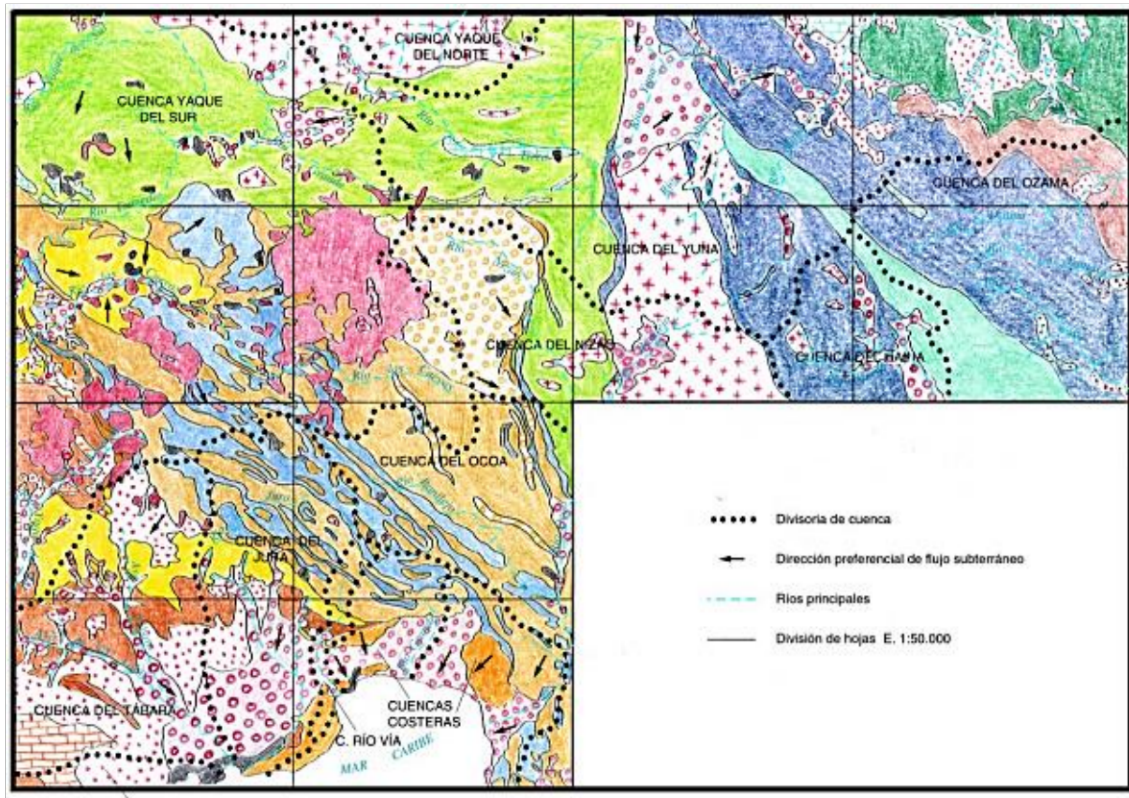 CUENCA YAQUE
DEL NORTE
CUENCA YAQUE
DEL SUR
CUENCA DEL OZAMA
CUENCA DEL YUNA
CUENCA DEL NIZAO
CUENCA DEL HAINA
CUENCA DEL OCOA
CUENCA DEL
JURA
CUENCA DEL TÁBARA
CUENCAS
COSTERAS
C. RÍO VÍA
MAR CARIBE
Divisoria de cuenca
Dirección preferencial de flujo subterráneo
Ríos principales
División de hojas E. 1:50.000